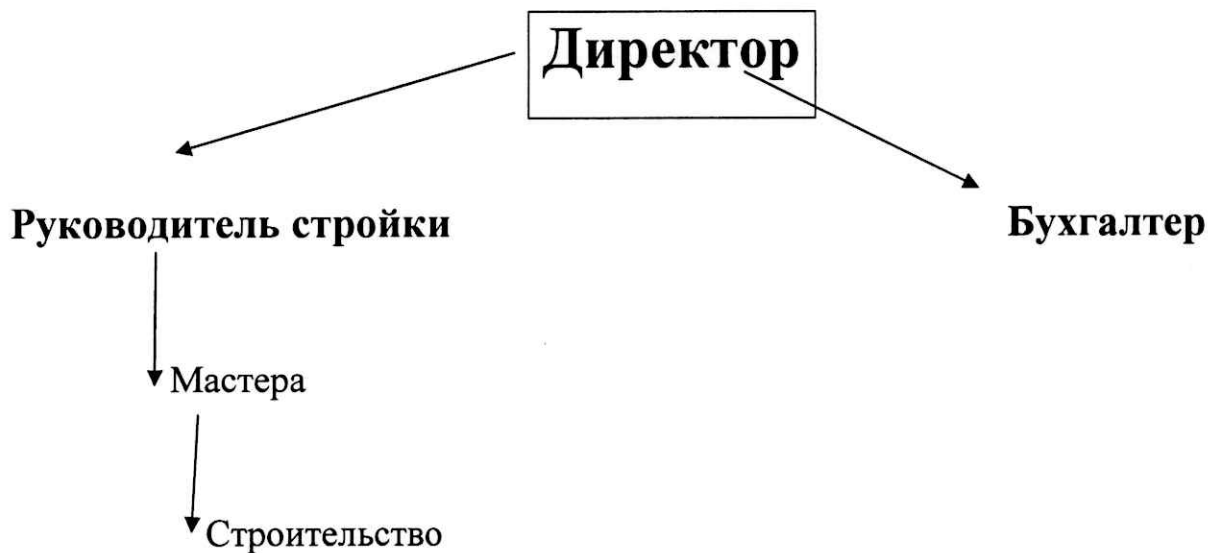 Директор
Руководитель стройки
Бухгалтер
Мастера
Строительство